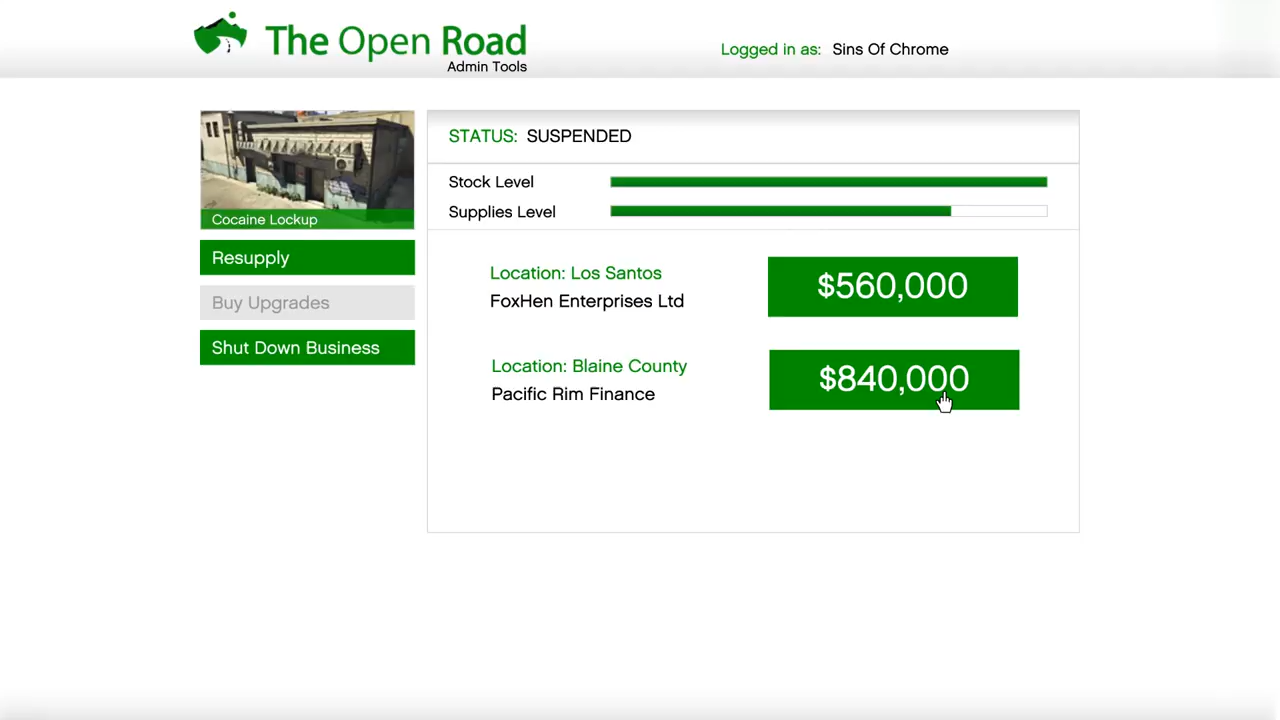 The Open Road
Admin Tools
Logged in as: Sins Of Chrome
Cocaine Lockup
Resupply
Buy Upgrades
Shut Down Business
STATUS: SUSPENDED
Stock Level
Supplies Level
Location: Los Santos
FoxHen Enterprises Ltd
$560,000
Location: Blaine County
Pacific Rim Finance
$840,000